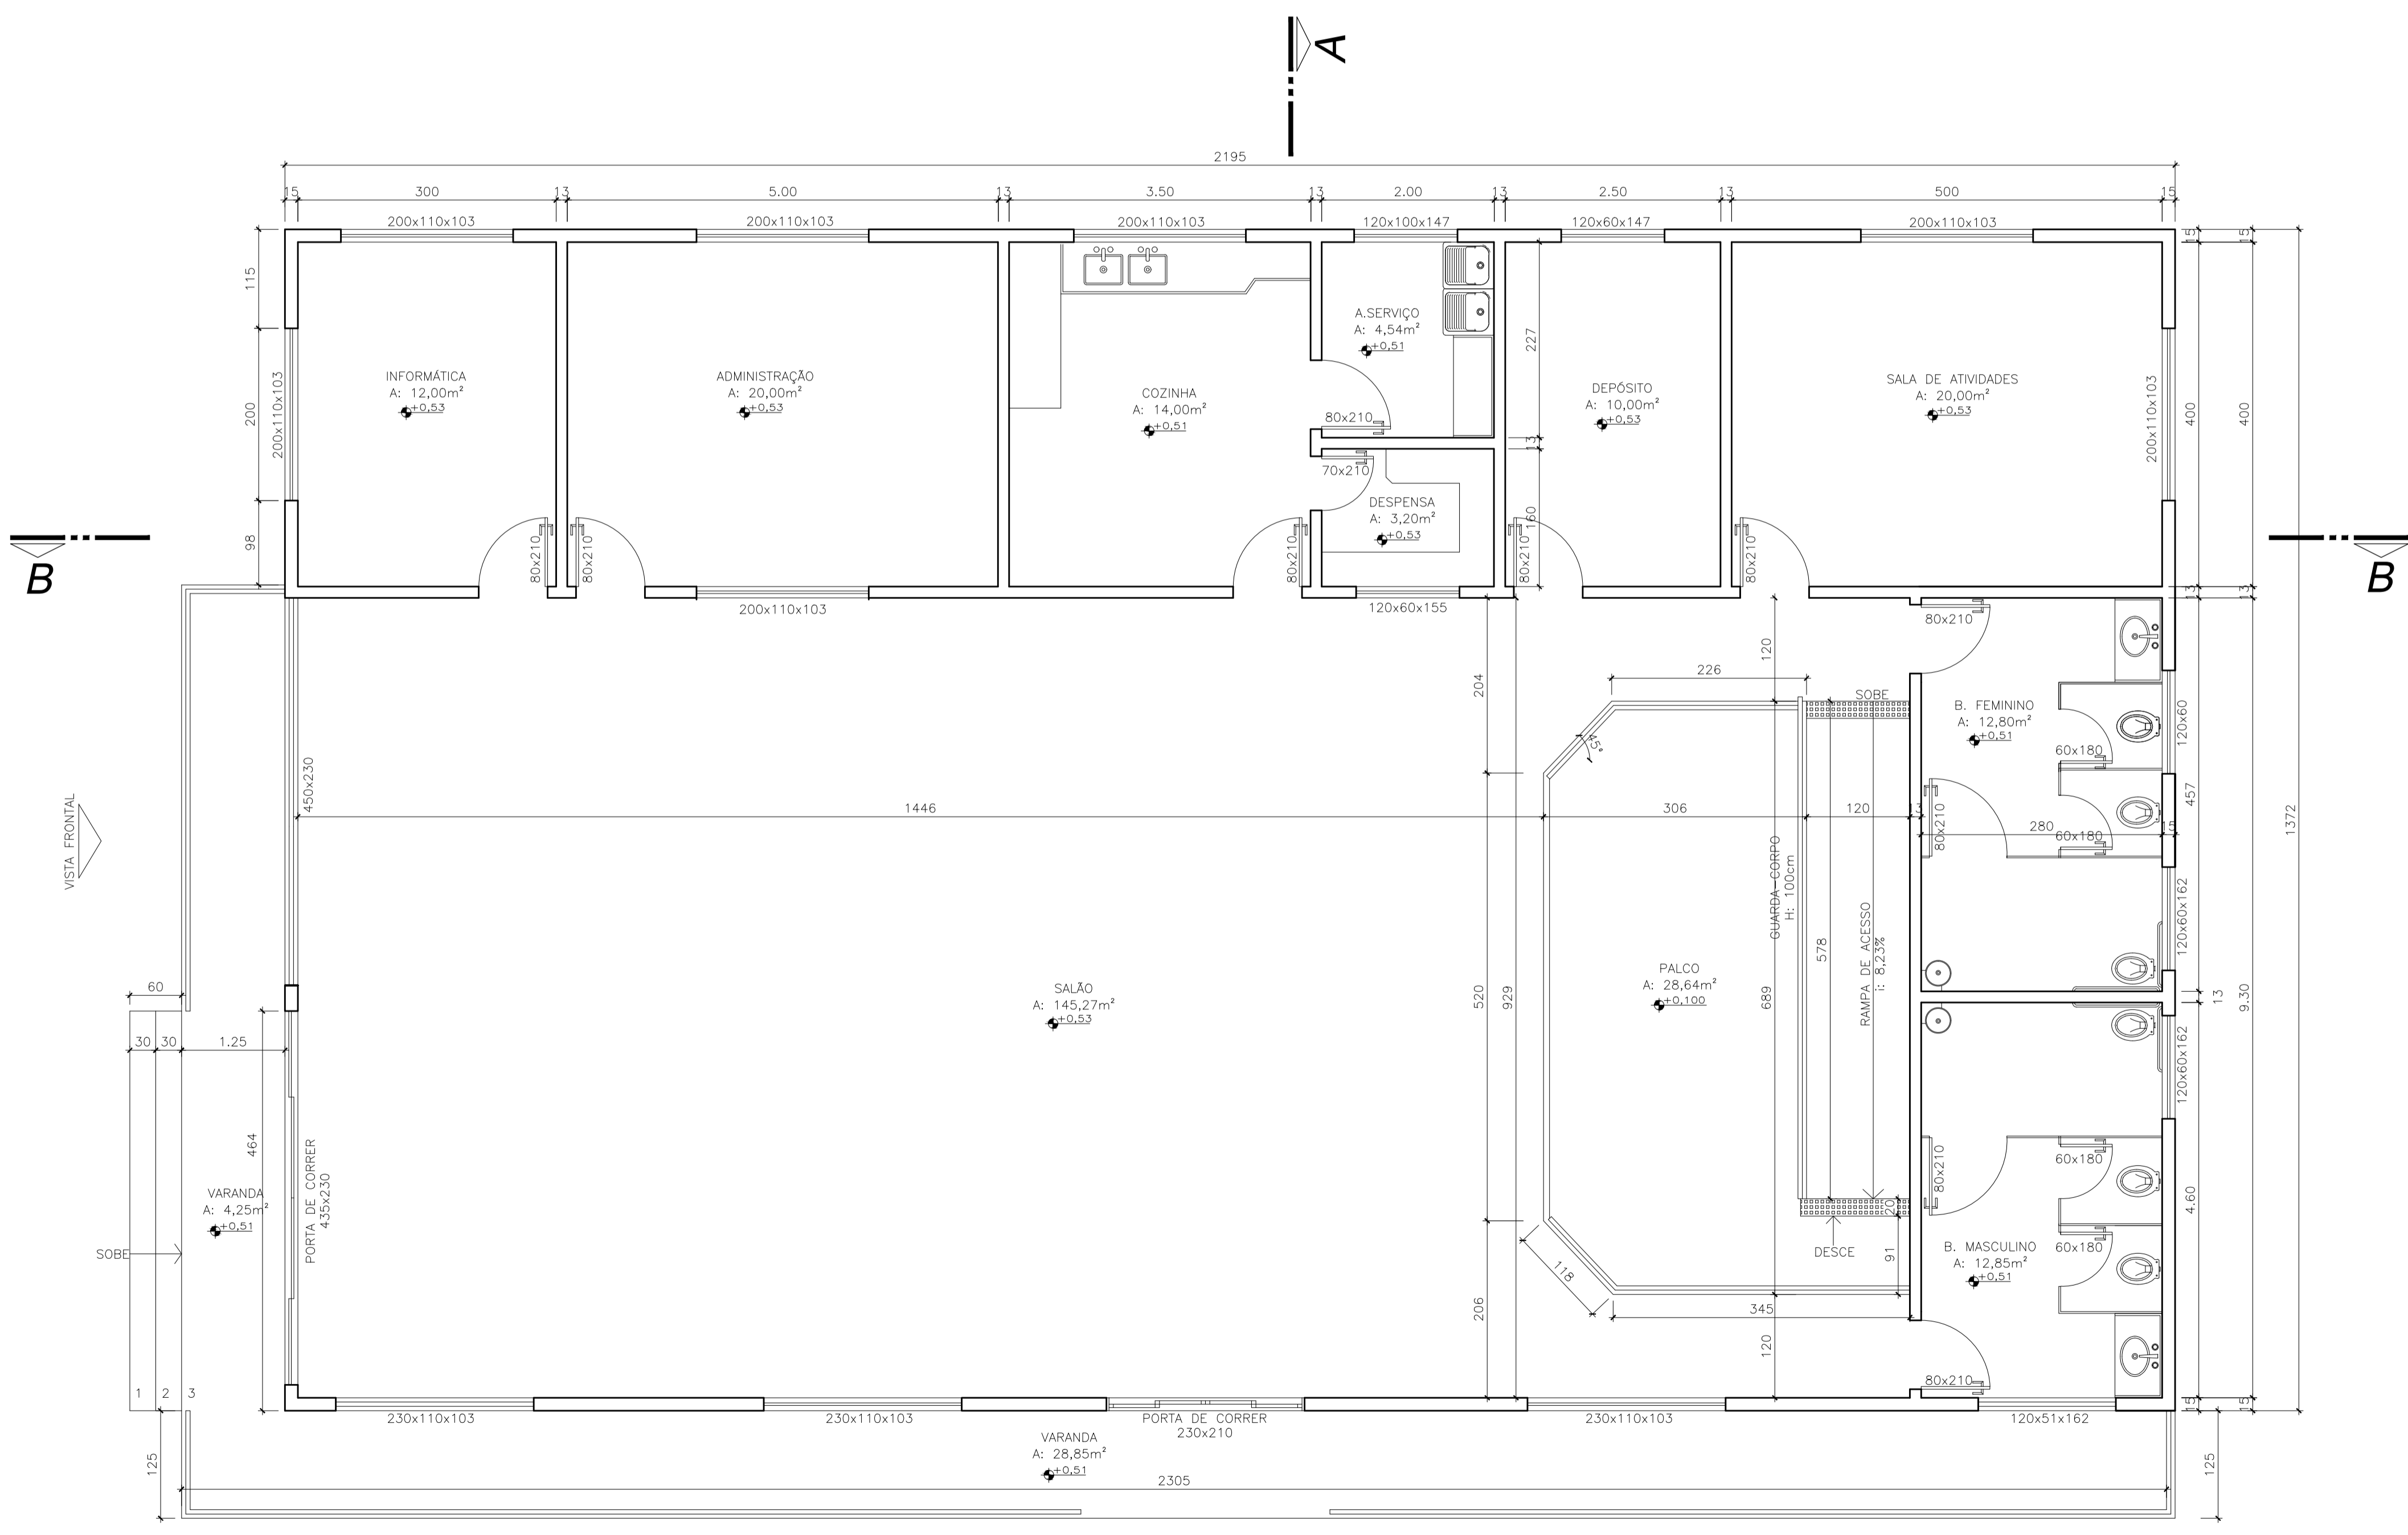 A
2195
15
300
13
5.00
13
3.50
13
2.00
13
2.50
13
500
15
200x110x103
200x110x103
200x110x103
120x100x147
120x60x147
200x110x103
15
15
115
200
98
200x110x103
INFORMÁTICA
A: 12,00m²
+0,53
80x210
ADMINISTRAÇÃO
A: 20,00m²
+0,53
80x210
200x110x103
COZINHA
A: 14,00m²
+0,51
80x210
A.SERVIÇO
A: 4,54m²
+0,51
80x210
70x210
DESPENSA
A: 3,20m²
+0,53
120x60x155
227
13
160
DEPÓSITO
A: 10,00m²
+0,53
80x210
SALA DE ATIVIDADES
A: 20,00m²
+0,53
80x210
200x110x103
400
400
13
13
B
B
VISTA FRONTAL
450x230
1446
306
120
13
280
15
204
520
206
929
226
120
45°
SOBE
GUARDA-CORPO
H: 100cm
578
689
RAMPA DE ACESSO
i: 8,23%
PALCO
A: 28,64m²
+0,100
20
91
DESCE
118
345
120
SALÃO
A: 145,27m²
+0,53
80x210
B. FEMININO
A: 12,80m²
+0,51
60x180
60x180
80x210
120x60
120x60x162
457
1372
13
9.30
120x60x162
4.60
80x210
60x180
60x180
B. MASCULINO
A: 12,85m²
+0,51
80x210
15
15
60
30
30
1.25
464
PORTA DE CORRER
435x230
VARANDA
A: 4,25m²
+0,51
SOBE
1
2
3
125
230x110x103
230x110x103
PORTA DE CORRER
230x210
230x110x103
120x51x162
VARANDA
A: 28,85m²
+0,51
2305
125